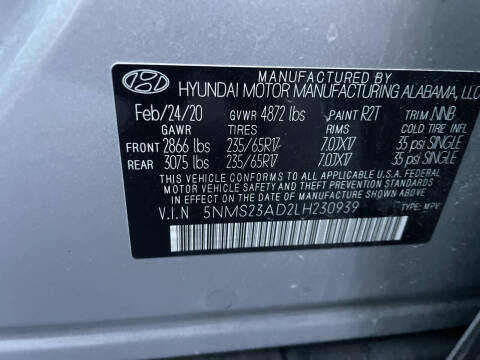 MANUFACTURED BY
HYUNDAI MOTOR MANUFACTURING ALABAMA, LLC
Feb/24/20 GVWR 4872 lbs PAINT R2T TRIM NNB
GAWR TIRES RIMS COLD TIRE INFL
FRONT 2866 lbs 235/65R17 7.0JX17 35 psi SINGLE
REAR 3075 lbs 235/65R17 7.0JX17 35 psi SINGLE
THIS VEHICLE CONFORMS TO ALL APPLICABLE U.S.A. FEDERAL
MOTOR VEHICLE SAFETY AND THEFT PREVENTION STANDARDS
IN EFFECT ON THE DATE OF MANUFACTURE SHOWN ABOVE.
V.I.N 5NMS23AD2LH230939 TYPE: MPV